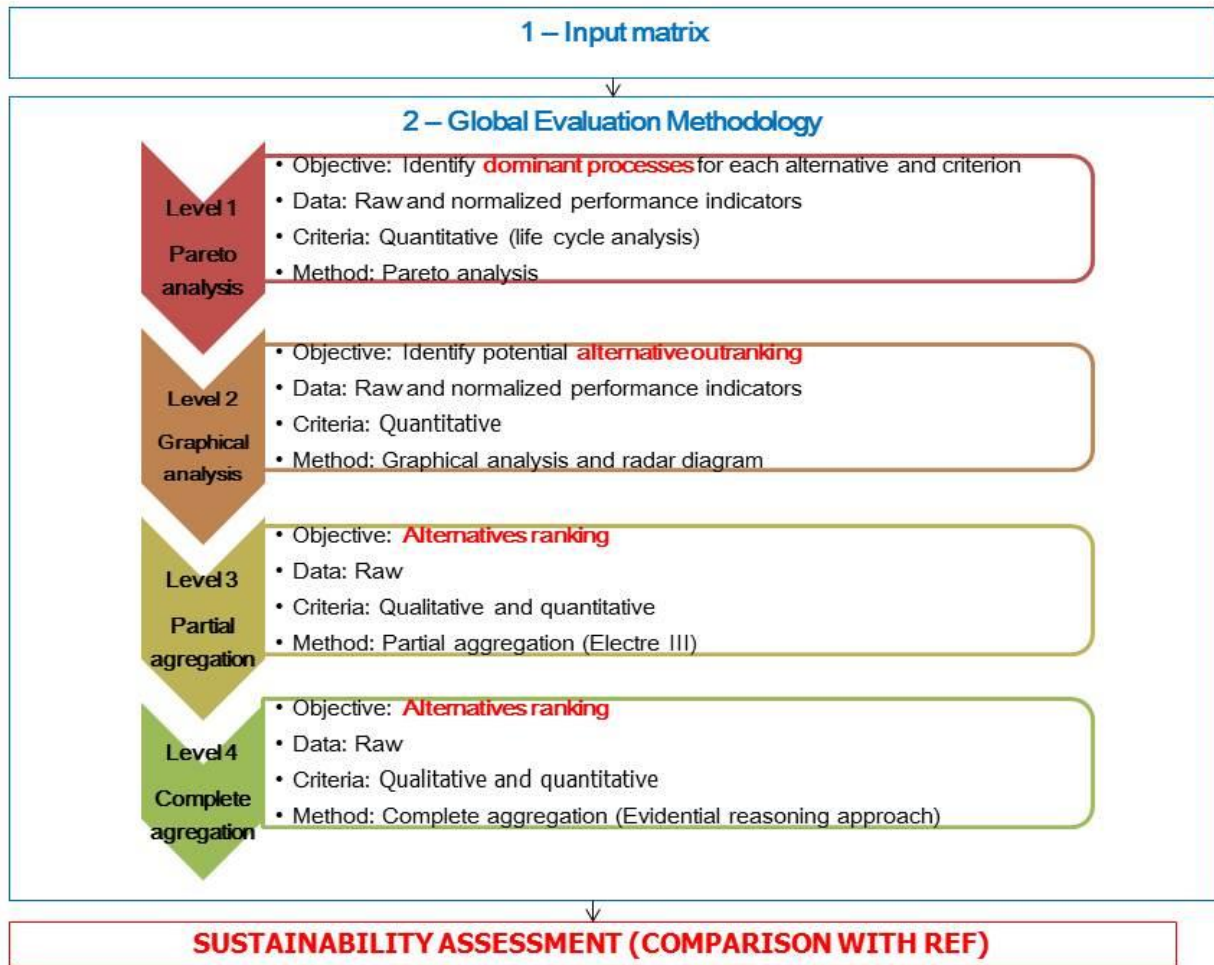 1 – Input matrix
2 – Global Evaluation Methodology
Level 1
Pareto
analysis
• Objective: Identify dominant processes for each alternative and criterion
• Data: Raw and normalized performance indicators
• Criteria: Quantitative (life cycle analysis)
• Method: Pareto analysis
Level 2
Graphical
analysis
• Objective: Identify potential alternative outranking
• Data: Raw and normalized performance indicators
• Criteria: Quantitative
• Method: Graphical analysis and radar diagram
Level 3
Partial
agregation
• Objective: Alternatives ranking
• Data: Raw
• Criteria: Qualitative and quantitative
• Method: Partial aggregation (Electre III)
Level 4
Complete
agregation
• Objective: Alternatives ranking
• Data: Raw
• Criteria: Qualitative and quantitative
• Method: Complete aggregation (Evidential reasoning approach)
SUSTAINABILITY ASSESSMENT (COMPARISON WITH REF)